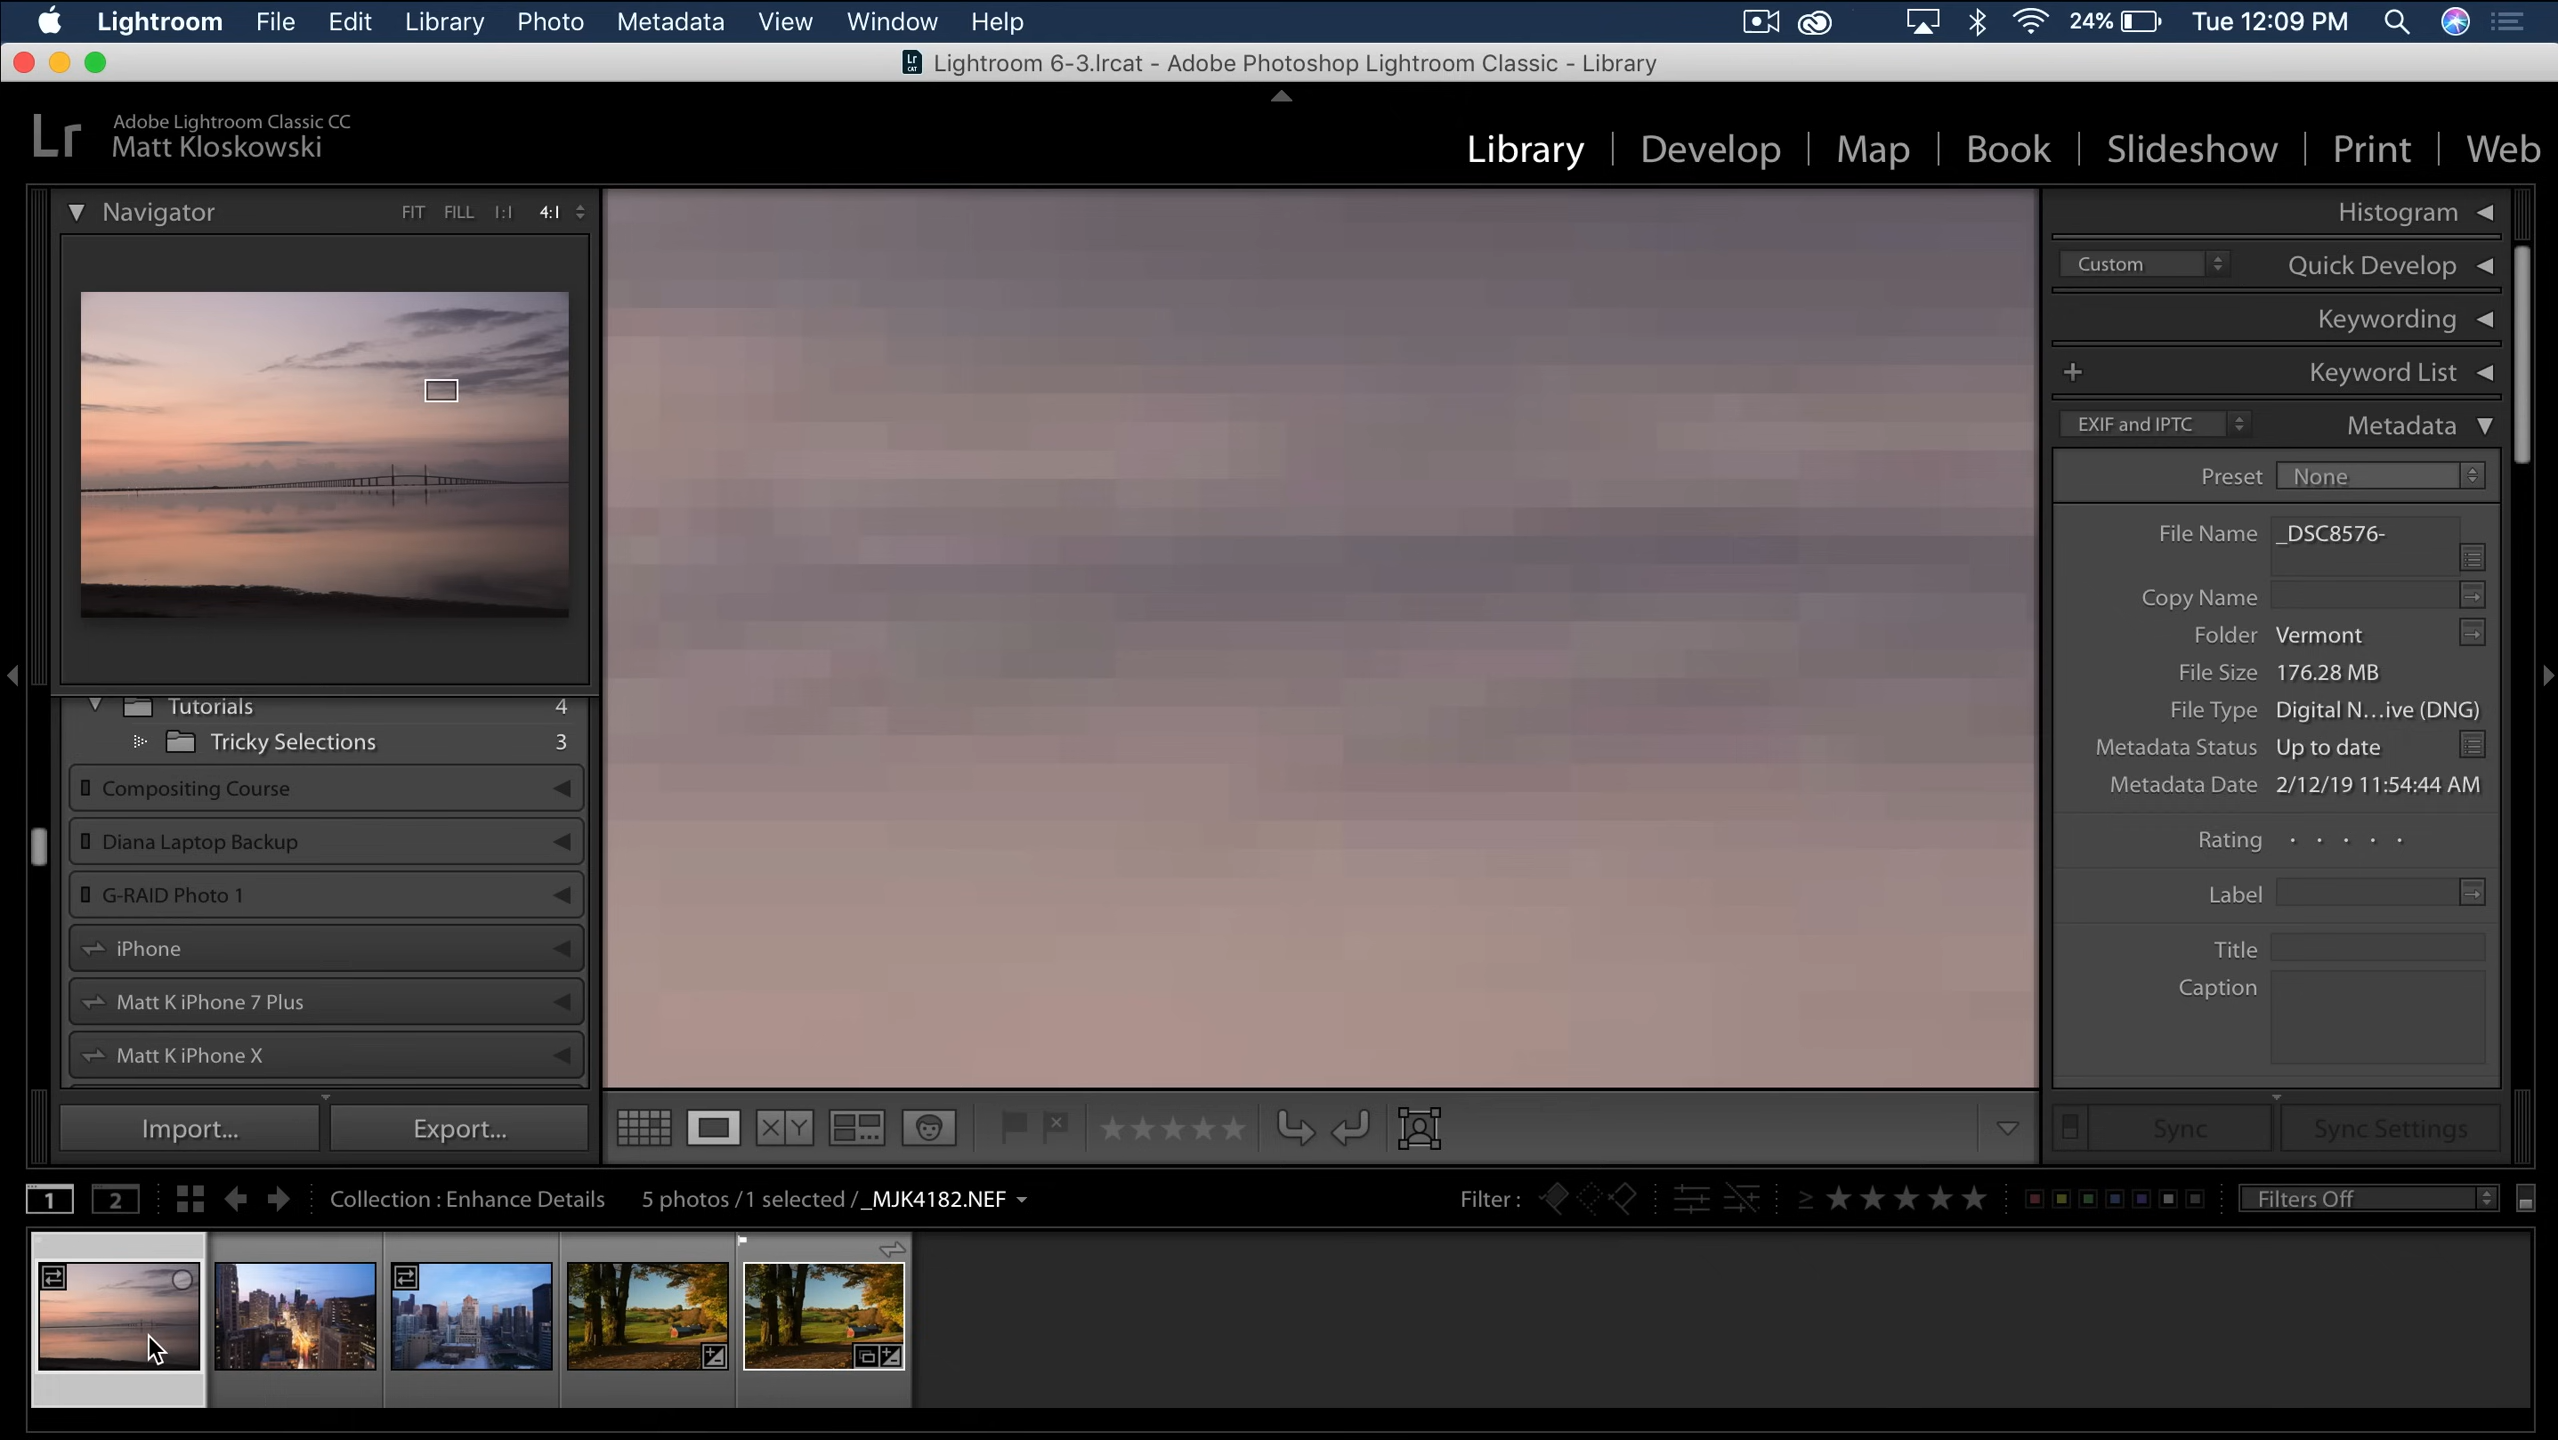 Lightroom File Edit Library Photo Metadata View Window Help 24% Tue 12:09 PM
Lr CAT Lightroom 6-3.lrcat - Adobe Photoshop Lightroom Classic - Library
Lr Adobe Lightroom Classic CC
Matt Kloskowski
Library | Develop | Map | Book | Slideshow | Print | Web
Navigator FIT FILL 1:1 4:1
Tutorials 4
Tricky Selections 3
Compositing Course
Diana Laptop Backup
G-RAID Photo 1
iPhone
Matt K iPhone 7 Plus
Matt K iPhone X
Import... Export...
X Y
Histogram
Custom Quick Develop
Keywording
+ Keyword List
EXIF and IPTC Metadata
Preset None
File Name _DSC8576-
Copy Name
Folder Vermont
File Size 176.28 MB
File Type Digital N...ive (DNG)
Metadata Status Up to date
Metadata Date 2/12/19 11:54:44 AM
Rating . . . . .
Label
Title
Caption
Sync Sync Settings
1 2 Collection : Enhance Details 5 photos / 1 selected / _MJK4182.NEF Filter : ≥ Filters Off